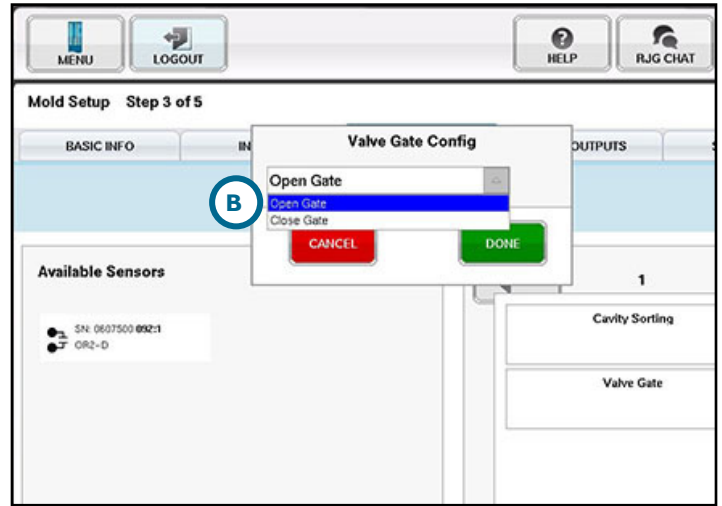 MENU
LOGOUT
HELP
RJG CHAT
Mold Setup Step 3 of 5
BASIC INFO
Valve Gate Config
OUTPUTS
Open Gate
B
Open Gate
Close Gate
CANCEL
DONE
Available Sensors
1
SN: 0607500 092:1
OR2-D
Cavity Sorting
Valve Gate